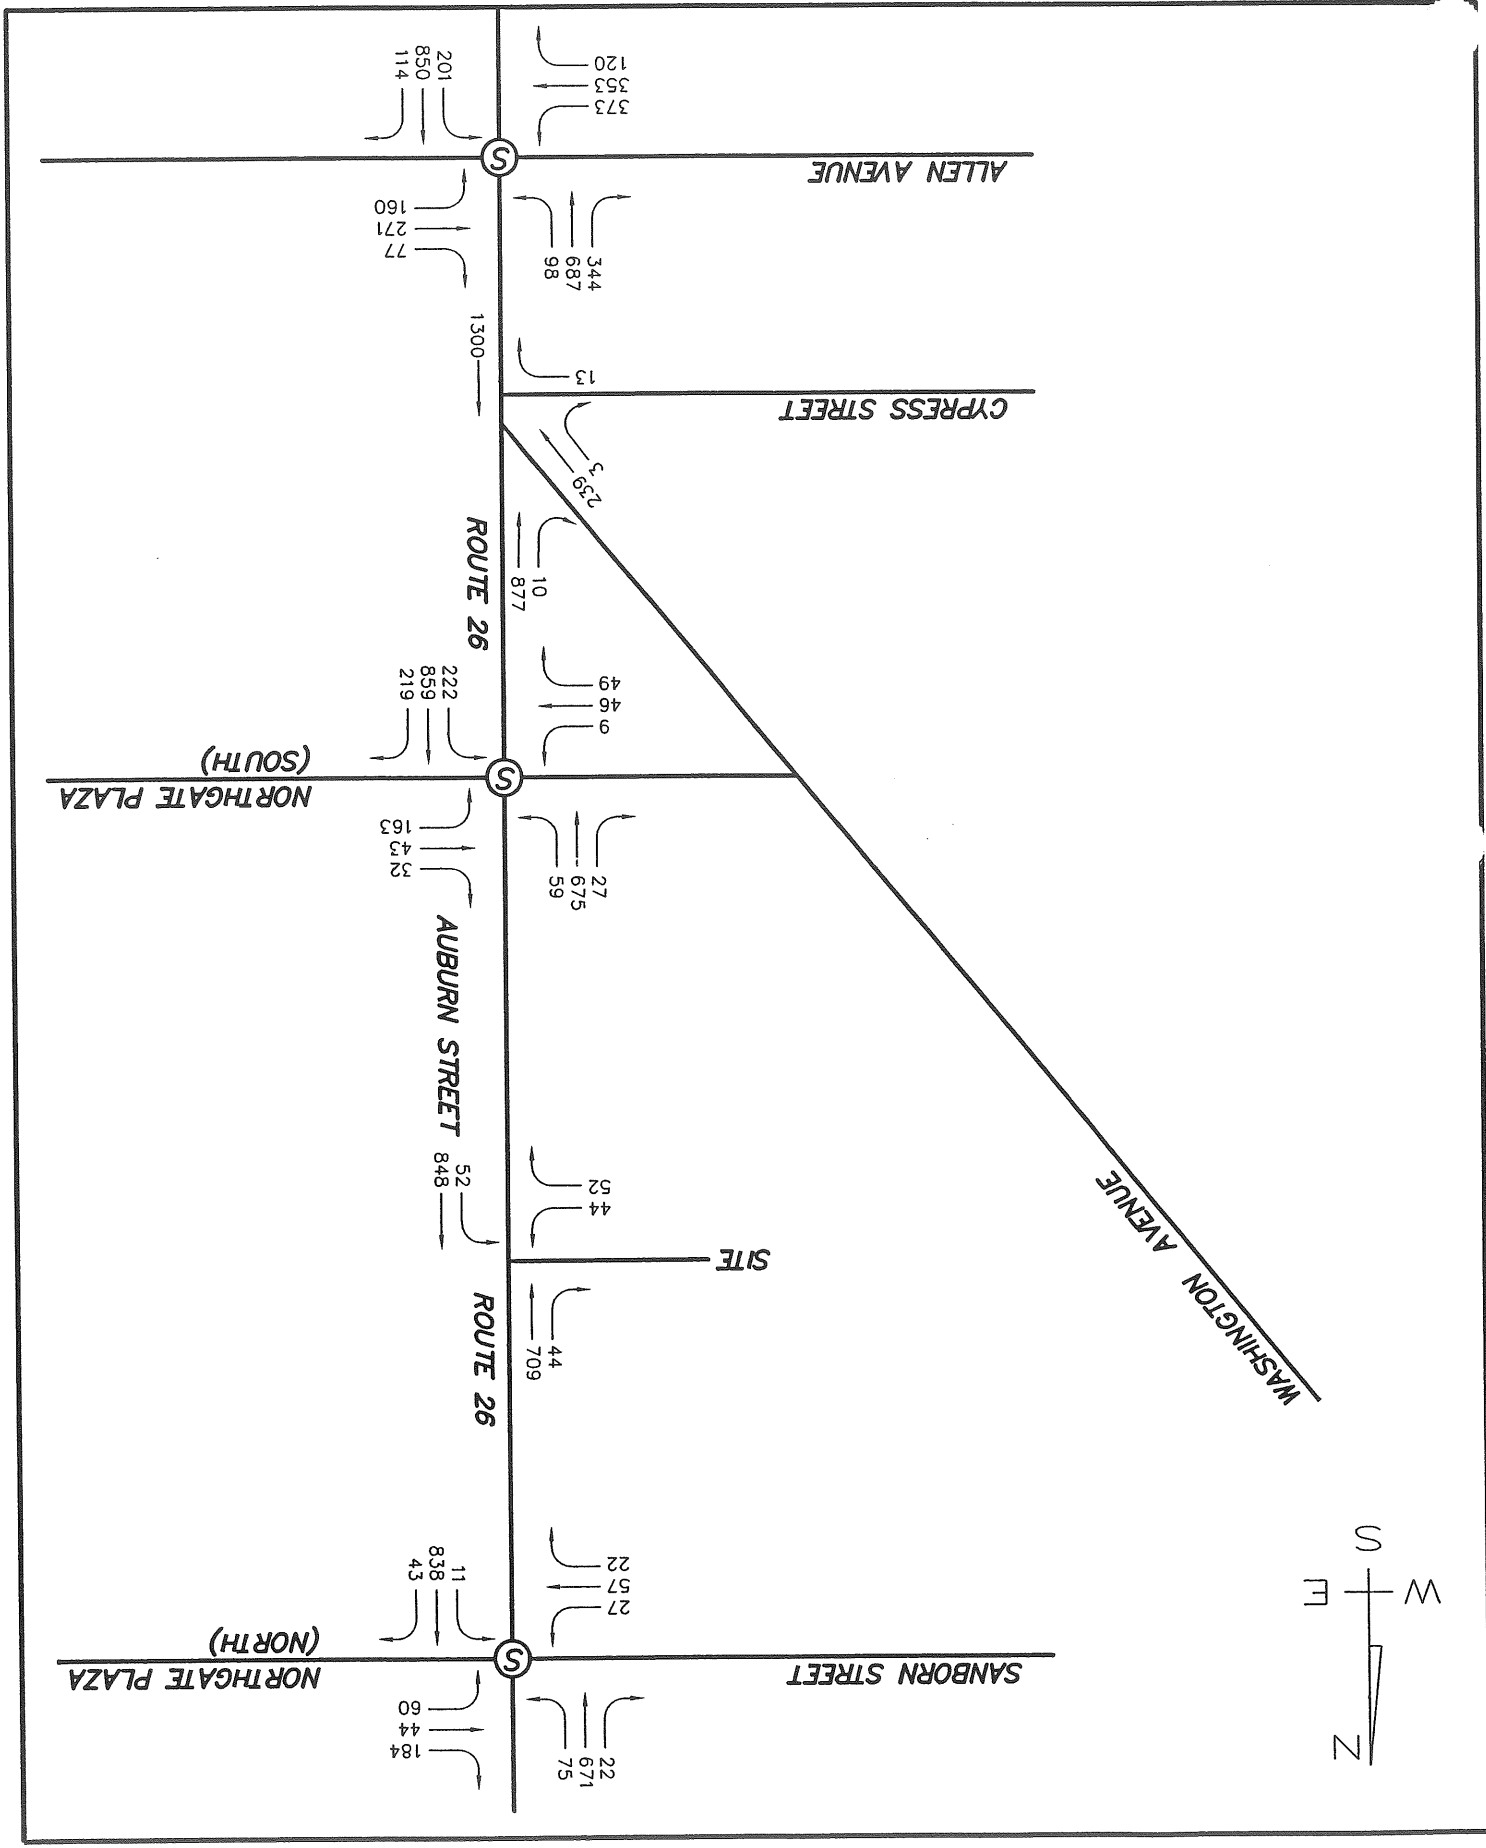 22
671
75
184
44
60
SANBORN STREET
NORTHGATE PLAZA
(NORTH)
27
57
22
43
838
11
N
W
E
S
ROUTE 26
44
709
SITE
44
52
52
848
WASHINGTON AVENUE
AUBURN STREET
27
675
59
32
43
163
NORTHGATE PLAZA
(SOUTH)
S
9
46
49
219
859
222
ROUTE 26
10
877
239
3
CYPRESS STREET
13
1300
344
687
98
77
271
160
ALLEN AVENUE
S
373
353
120
114
850
201
S